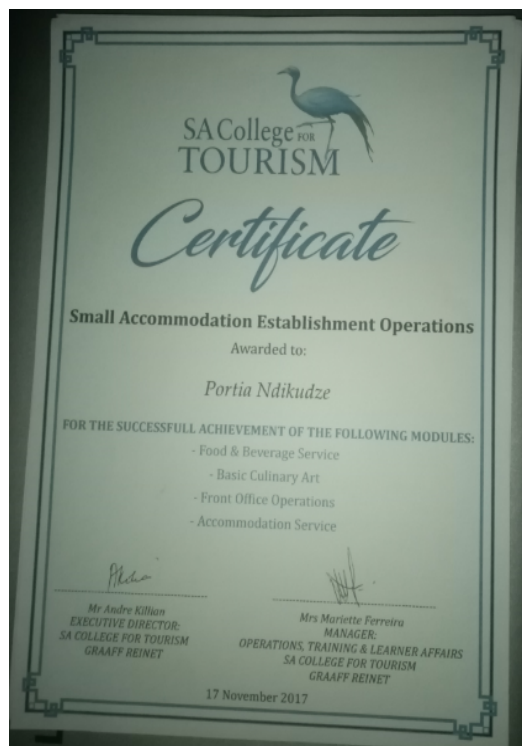 SA College FOR
TOURISM
Certificate
Small Accommodation Establishment Operations
Awarded to:
Portia Ndikudze
FOR THE SUCCESSFULL ACHIEVEMENT OF THE FOLLOWING MODULES:
- Food & Beverage Service
- Basic Culinary Art
- Front Office Operations
- Accommodation Service
Mr Andre Killian
EXECUTIVE DIRECTOR:
SA COLLEGE FOR TOURISM
GRAAFF REINET
Mrs Mariette Ferreira
MANAGER:
OPERATIONS, TRAINING & LEARNER AFFAIRS
SA COLLEGE FOR TOURISM
GRAAFF REINET
17 November 2017